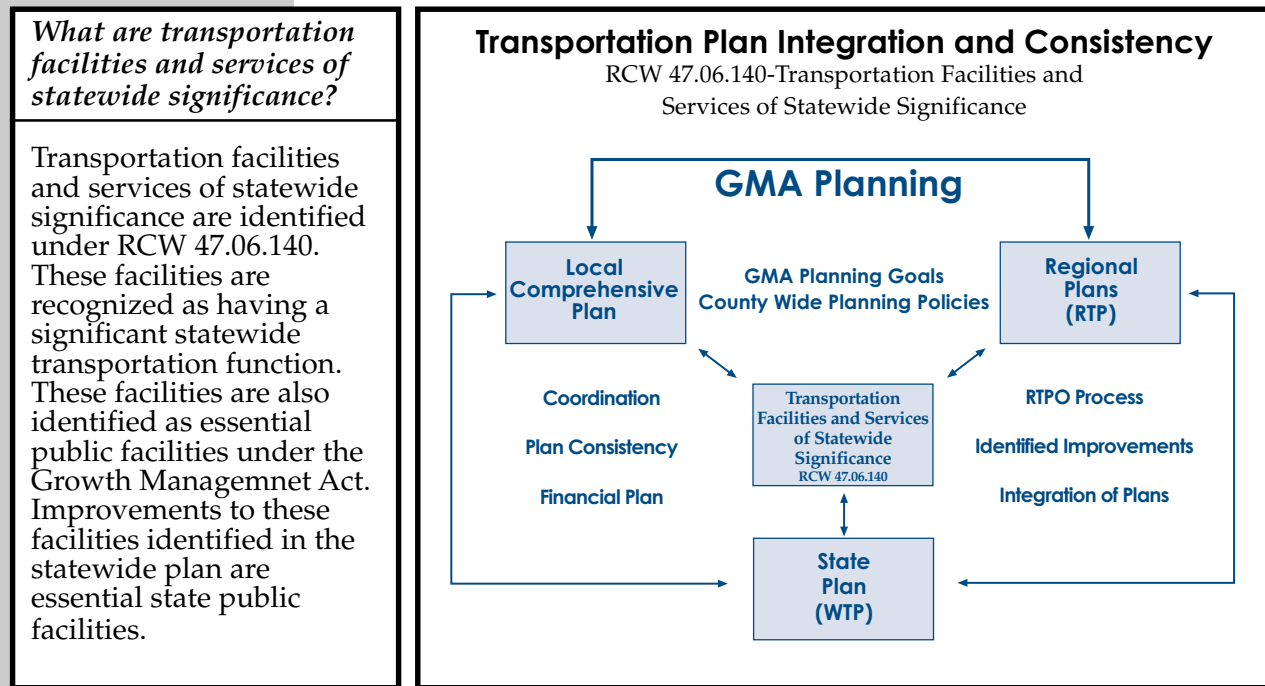 What are transportation
facilities and services of
statewide significance?
Transportation facilities
and services of statewide
significance are identified
under RCW 47.06.140.
These facilities are
recognized as having a
significant statewide
transportation function.
These facilities are also
identified as essential
public facilities under the
Growth Managemnet Act.
Improvements to these
facilities identified in the
statewide plan are
essential state public
facilities.
Transportation Plan Integration and Consistency
RCW 47.06.140-Transportation Facilities and
Services of Statewide Significance
GMA Planning
Local
Comprehensive
Plan
GMA Planning Goals
County Wide Planning Policies
Regional
Plans
(RTP)
Coordination
Plan Consistency
Financial Plan
Transportation
Facilities and Services
of Statewide
Significance
RCW 47.06.140
RTPO Process
Identified Improvements
Integration of Plans
State
Plan
(WTP)